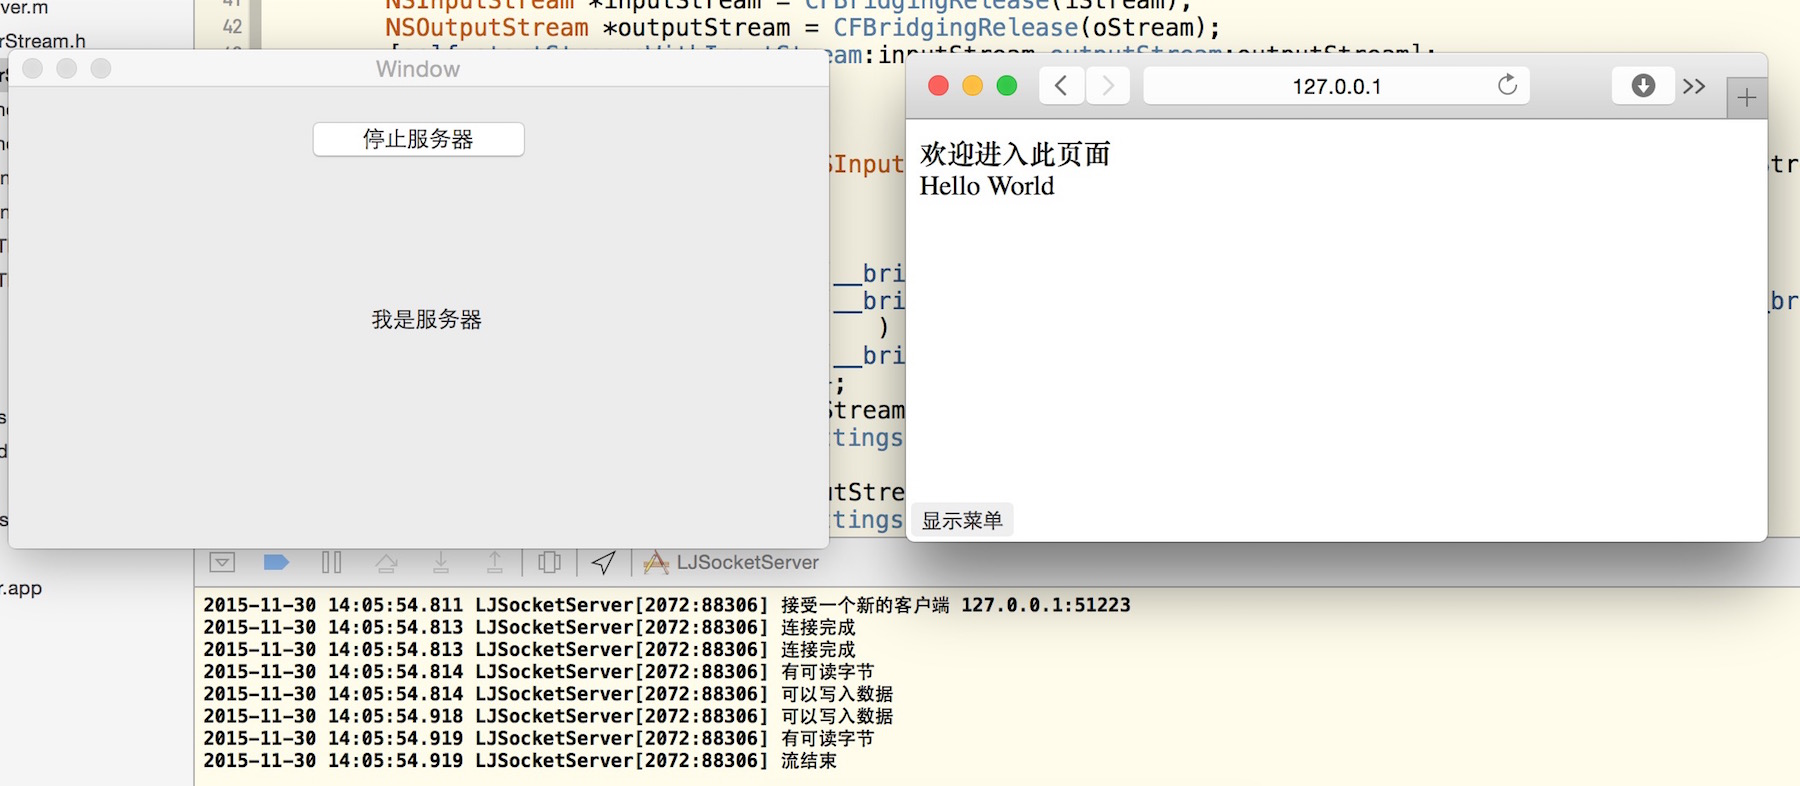 ver.m
rStream.h
41 NSInputStream *inputStream = CFBridgingRelease(iStream);
42 NSOutputStream *outputStream = CFBridgingRelease(oStream);
Window
停止服务器
我是服务器
127.0.0.1
欢迎进入此页面
Hello World
显示菜单
SInput
__bri
__bri
)
__bri
;
Stream
ttings
utStre
ttings
.app
LJSocketServer
2015-11-30 14:05:54.811 LJSocketServer[2072:88306] 接受一个新的客户端 127.0.0.1:51223
2015-11-30 14:05:54.813 LJSocketServer[2072:88306] 连接完成
2015-11-30 14:05:54.813 LJSocketServer[2072:88306] 连接完成
2015-11-30 14:05:54.814 LJSocketServer[2072:88306] 有可读字节
2015-11-30 14:05:54.814 LJSocketServer[2072:88306] 可以写入数据
2015-11-30 14:05:54.918 LJSocketServer[2072:88306] 可以写入数据
2015-11-30 14:05:54.919 LJSocketServer[2072:88306] 有可读字节
2015-11-30 14:05:54.919 LJSocketServer[2072:88306] 流结束